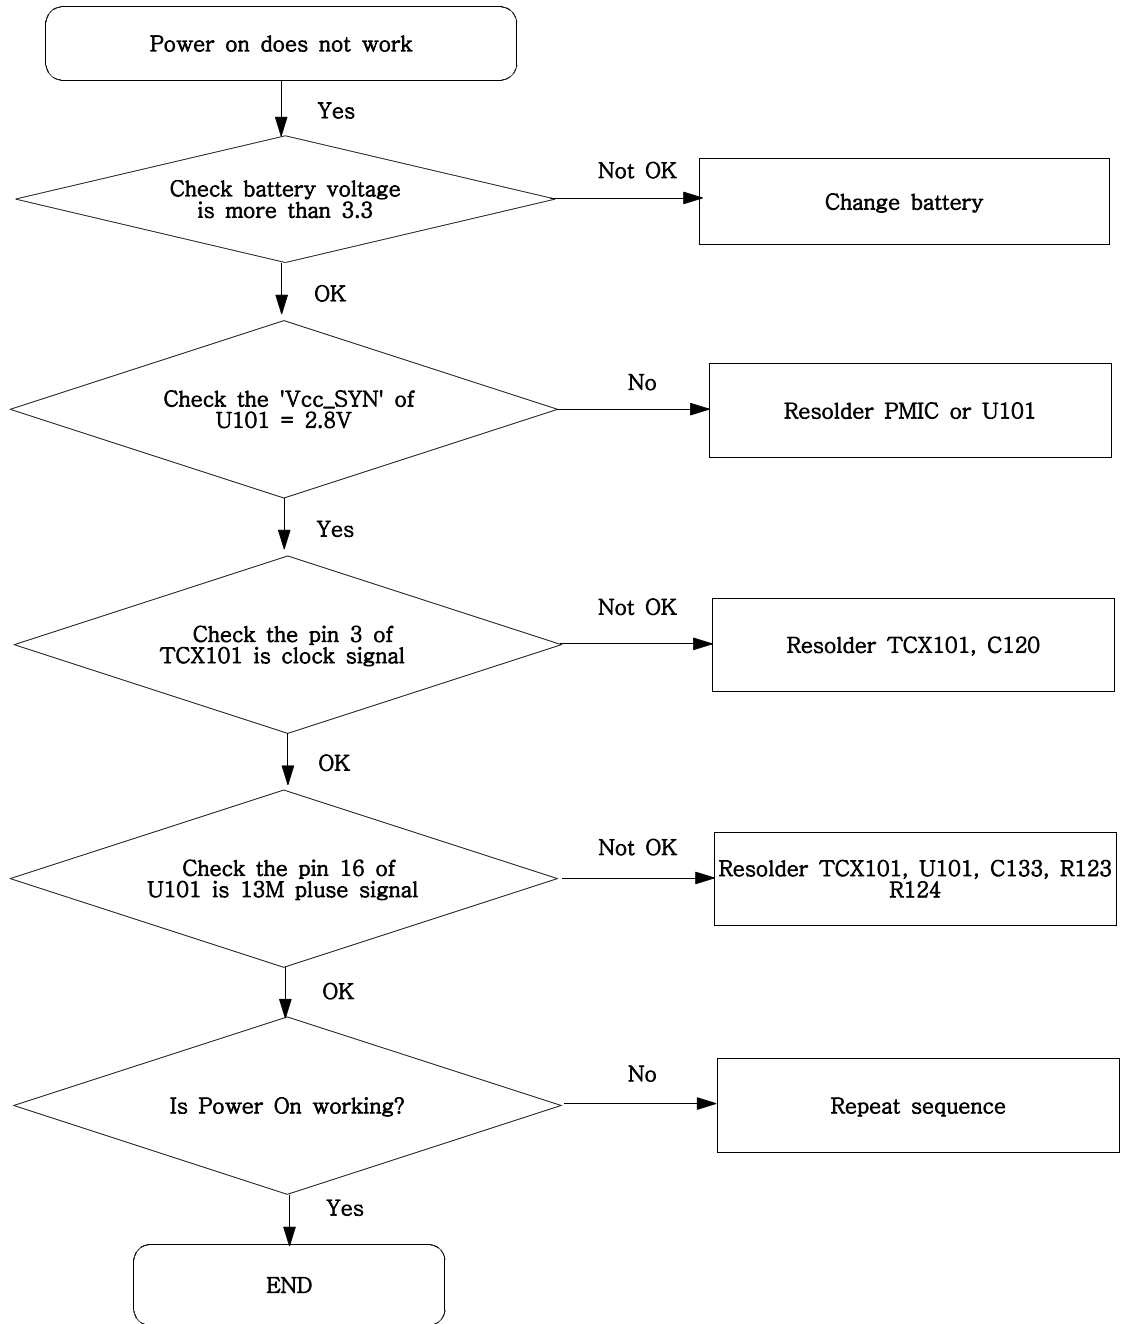 Power on does not work
Yes
Check battery voltage
is more than 3.3
Not OK
Change battery
OK
Check the 'Vcc_SYN' of
U101 = 2.8V
No
Resolder PMIC or U101
Yes
Check the pin 3 of
TCX101 is clock signal
Not OK
Resolder TCX101, C120
OK
Check the pin 16 of
U101 is 13M pluse signal
Not OK
Resolder TCX101, U101, C133, R123
R124
OK
Is Power On working?
No
Repeat sequence
Yes
END